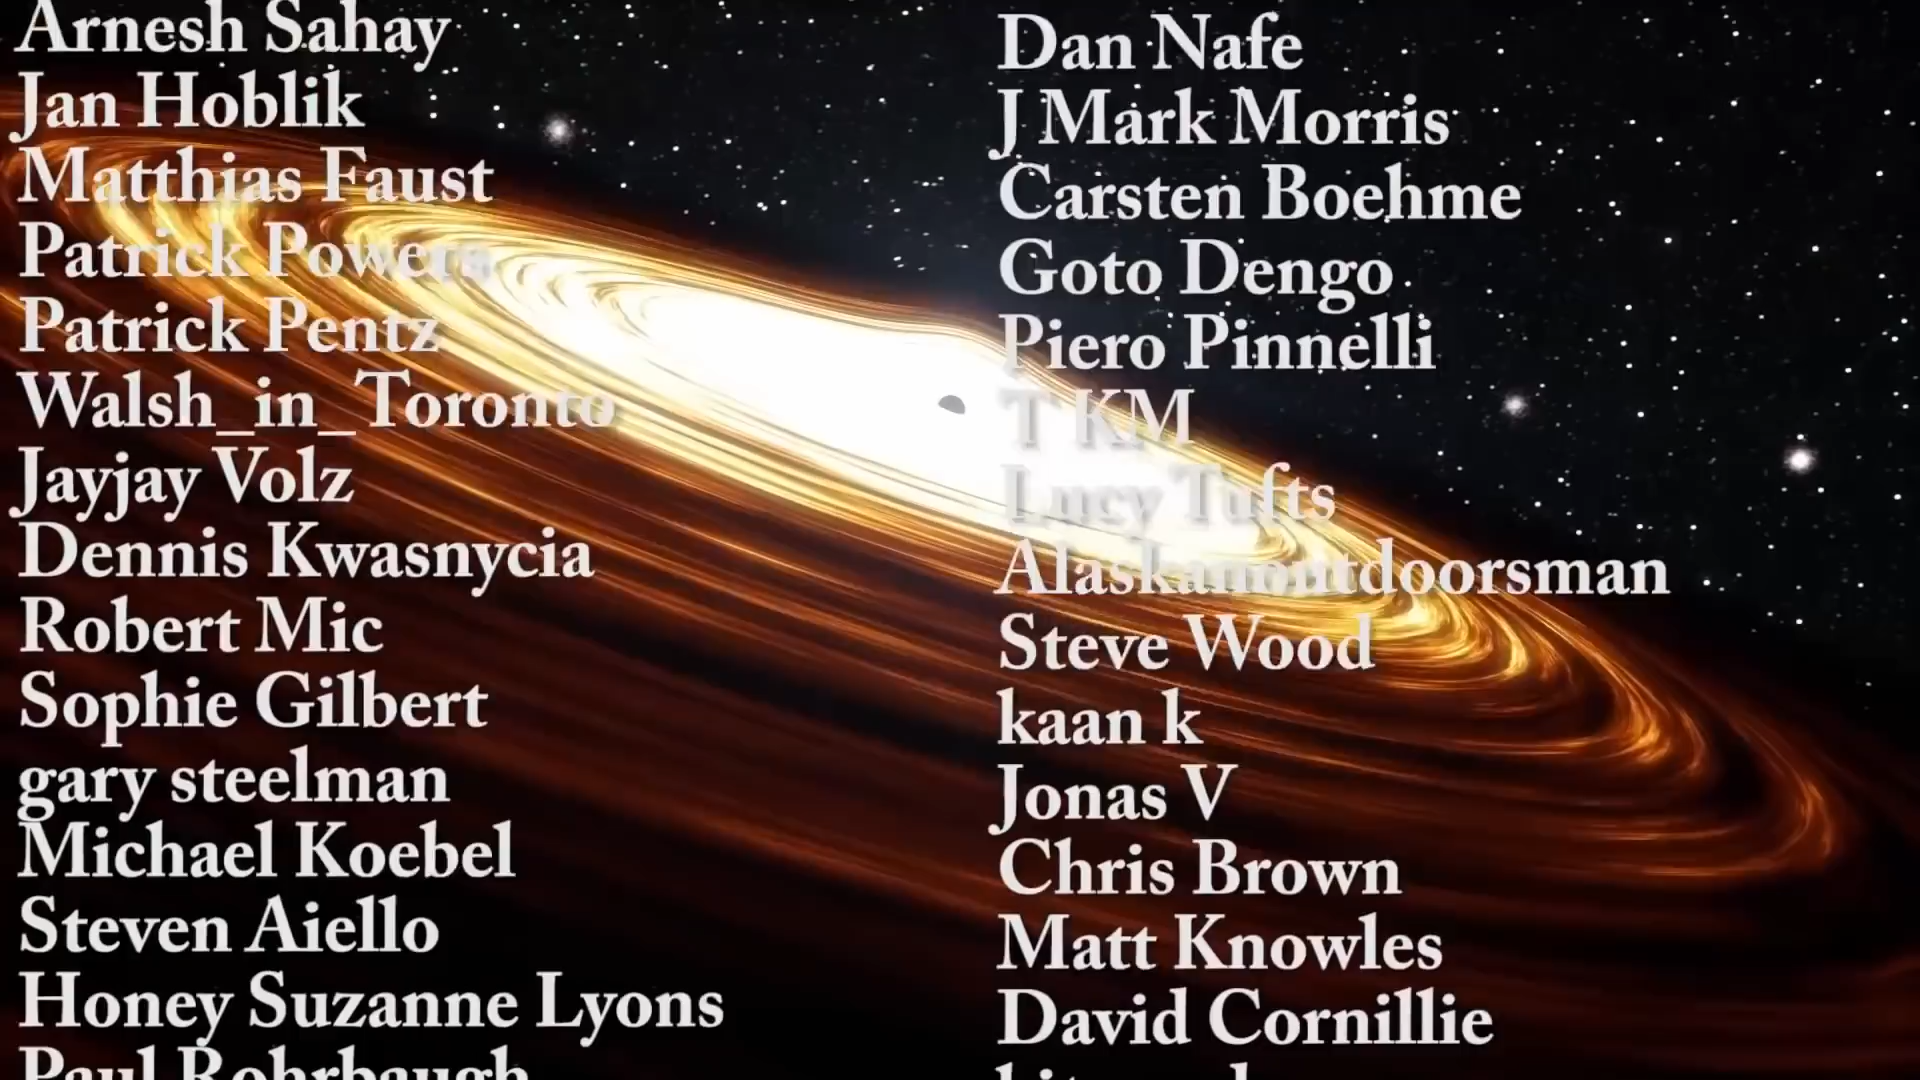 Arnesh Sahay
Jan Hoblik
Matthias Faust
Patrick Powers
Patrick Pentz
Walsh_in_Toronto
Jayjay Volz
Dennis Kwasnycia
Robert Mic
Sophie Gilbert
gary steelman
Michael Koebel
Steven Aiello
Honey Suzanne Lyons
Paul Rohrbaugh
Dan Nafe
J Mark Morris
Carsten Boehme
Goto Dengo
Piero Pinnelli
T KM
Lucy Tufts
Alaskanoutdoorsman
Steve Wood
kaan k
Jonas V
Chris Brown
Matt Knowles
David Cornillie